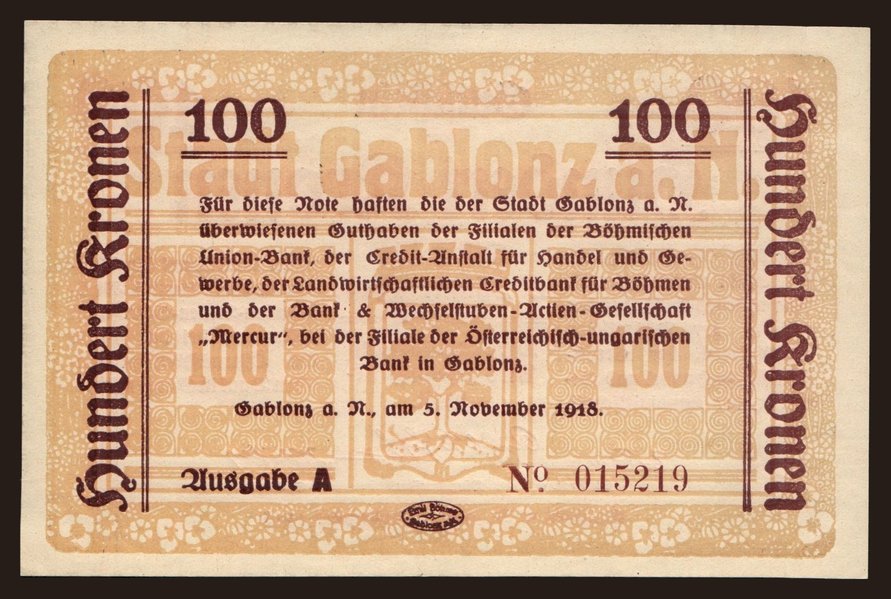 Hundert Kronen
100
100
Stadt Gablonz a. N.
Für diese Note haften die der Stadt Gablonz a. N.
überwiesenen Guthaben der Filialen der Böhmischen
Union-Bank, der Credit-Anstalt für Handel und Ge-
werbe, der Landwirtschaftlichen Creditbank für Böhmen
und der Bank & Wechselstuben-Actien-Gesellschaft
„Mercur“, bei der Filiale der Österreichisch-ungarischen
Bank in Gablonz.
100
100
Gablonz a. N., am 5. November 1918.
Ausgabe A
No. 015219
Emil Böhme
Gablonz a/N.
Hundert Kronen